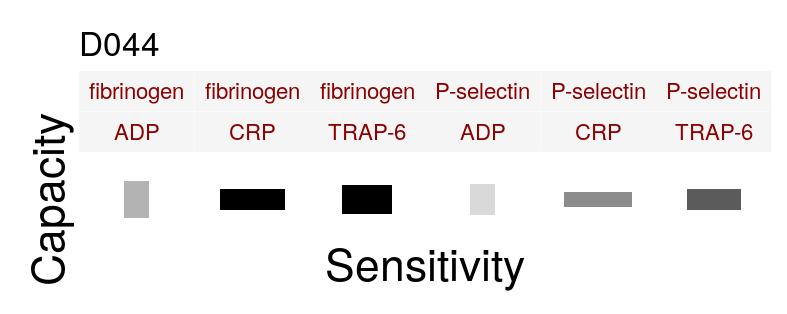 D044
fibrinogen fibrinogen fibrinogen P-selectin P-selectin P-selectin
ADP CRP TRAP-6 ADP CRP TRAP-6
Capacity
Sensitivity